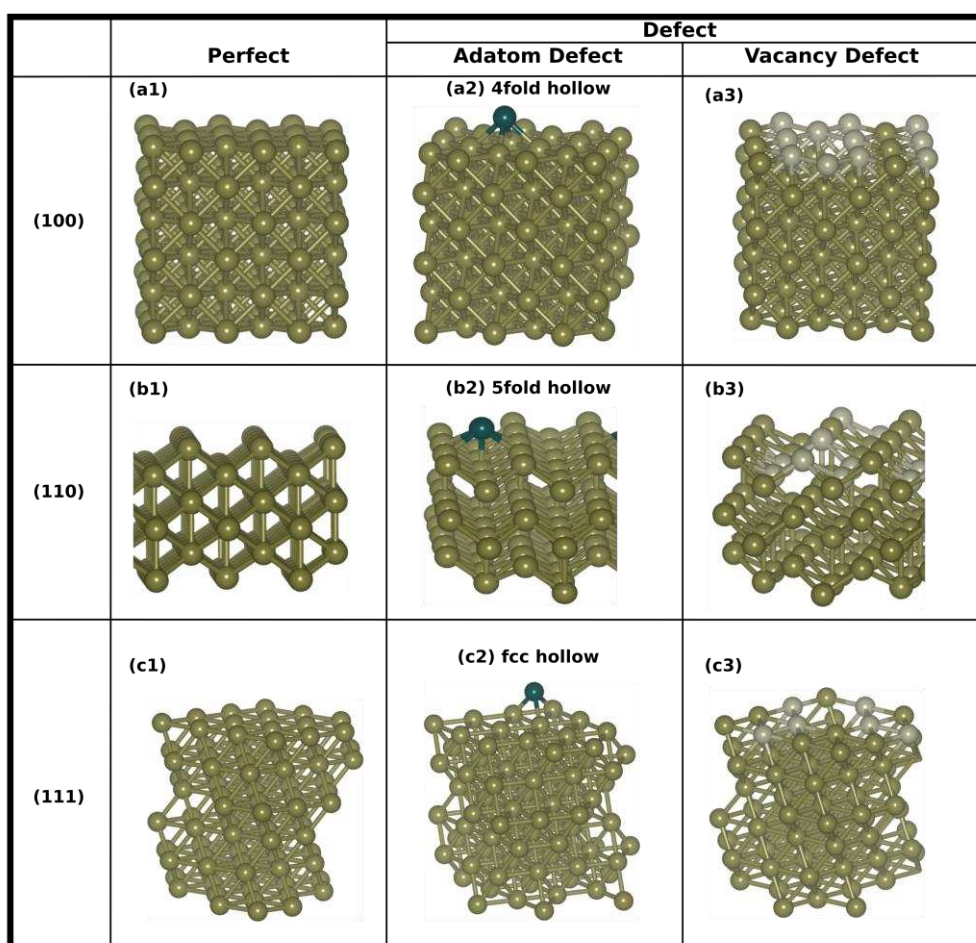 Defect
Perfect
Adatom Defect
Vacancy Defect
(a1)
(a2) 4fold hollow
(a3)
(100)
(b1)
(b2) 5fold hollow
(b3)
(110)
(c1)
(c2) fcc hollow
(c3)
(111)